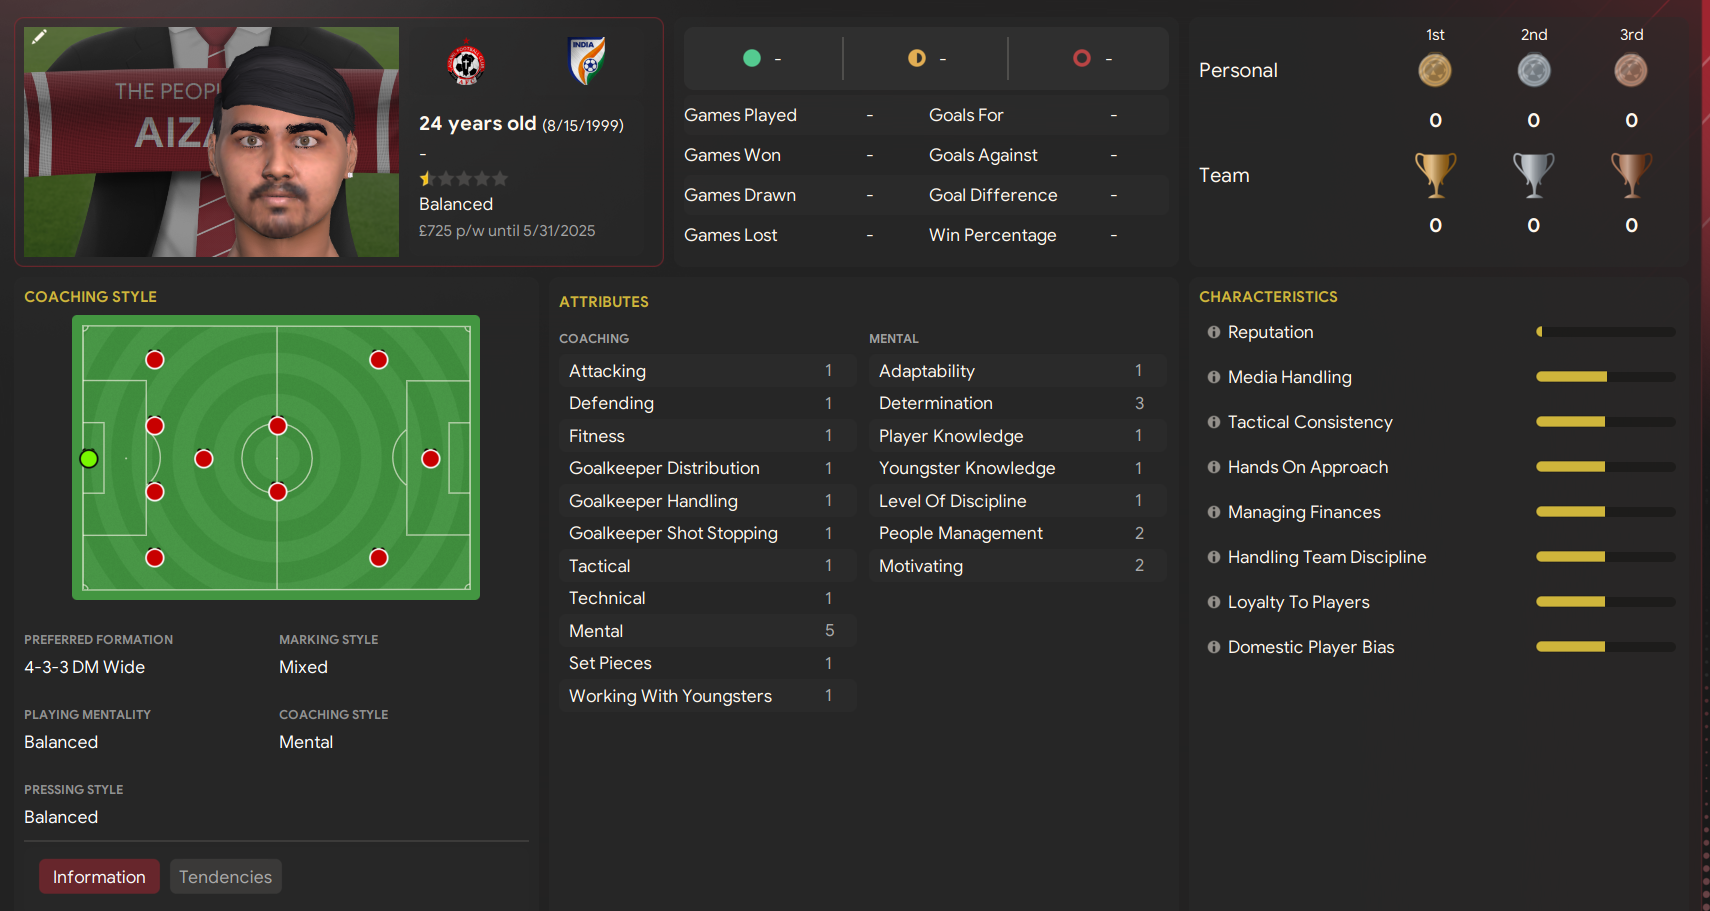 THE PEOPL
AIZA
INDIA
24 years old (8/15/1999)
-
Balanced
£725 p/w until 5/31/2025
- - -
Games Played - Goals For -
Games Won - Goals Against -
Games Drawn - Goal Difference -
Games Lost - Win Percentage -
1st 2nd 3rd
Personal
0 0 0
Team
0 0 0
COACHING STYLE
PREFERRED FORMATION MARKING STYLE
4-3-3 DM Wide Mixed
PLAYING MENTALITY COACHING STYLE
Balanced Mental
PRESSING STYLE
Balanced
Information Tendencies
ATTRIBUTES
COACHING
Attacking 1
Defending 1
Fitness 1
Goalkeeper Distribution 1
Goalkeeper Handling 1
Goalkeeper Shot Stopping 1
Tactical 1
Technical 1
Mental 5
Set Pieces 1
Working With Youngsters 1
MENTAL
Adaptability 1
Determination 3
Player Knowledge 1
Youngster Knowledge 1
Level Of Discipline 1
People Management 2
Motivating 2
CHARACTERISTICS
Reputation
Media Handling
Tactical Consistency
Hands On Approach
Managing Finances
Handling Team Discipline
Loyalty To Players
Domestic Player Bias